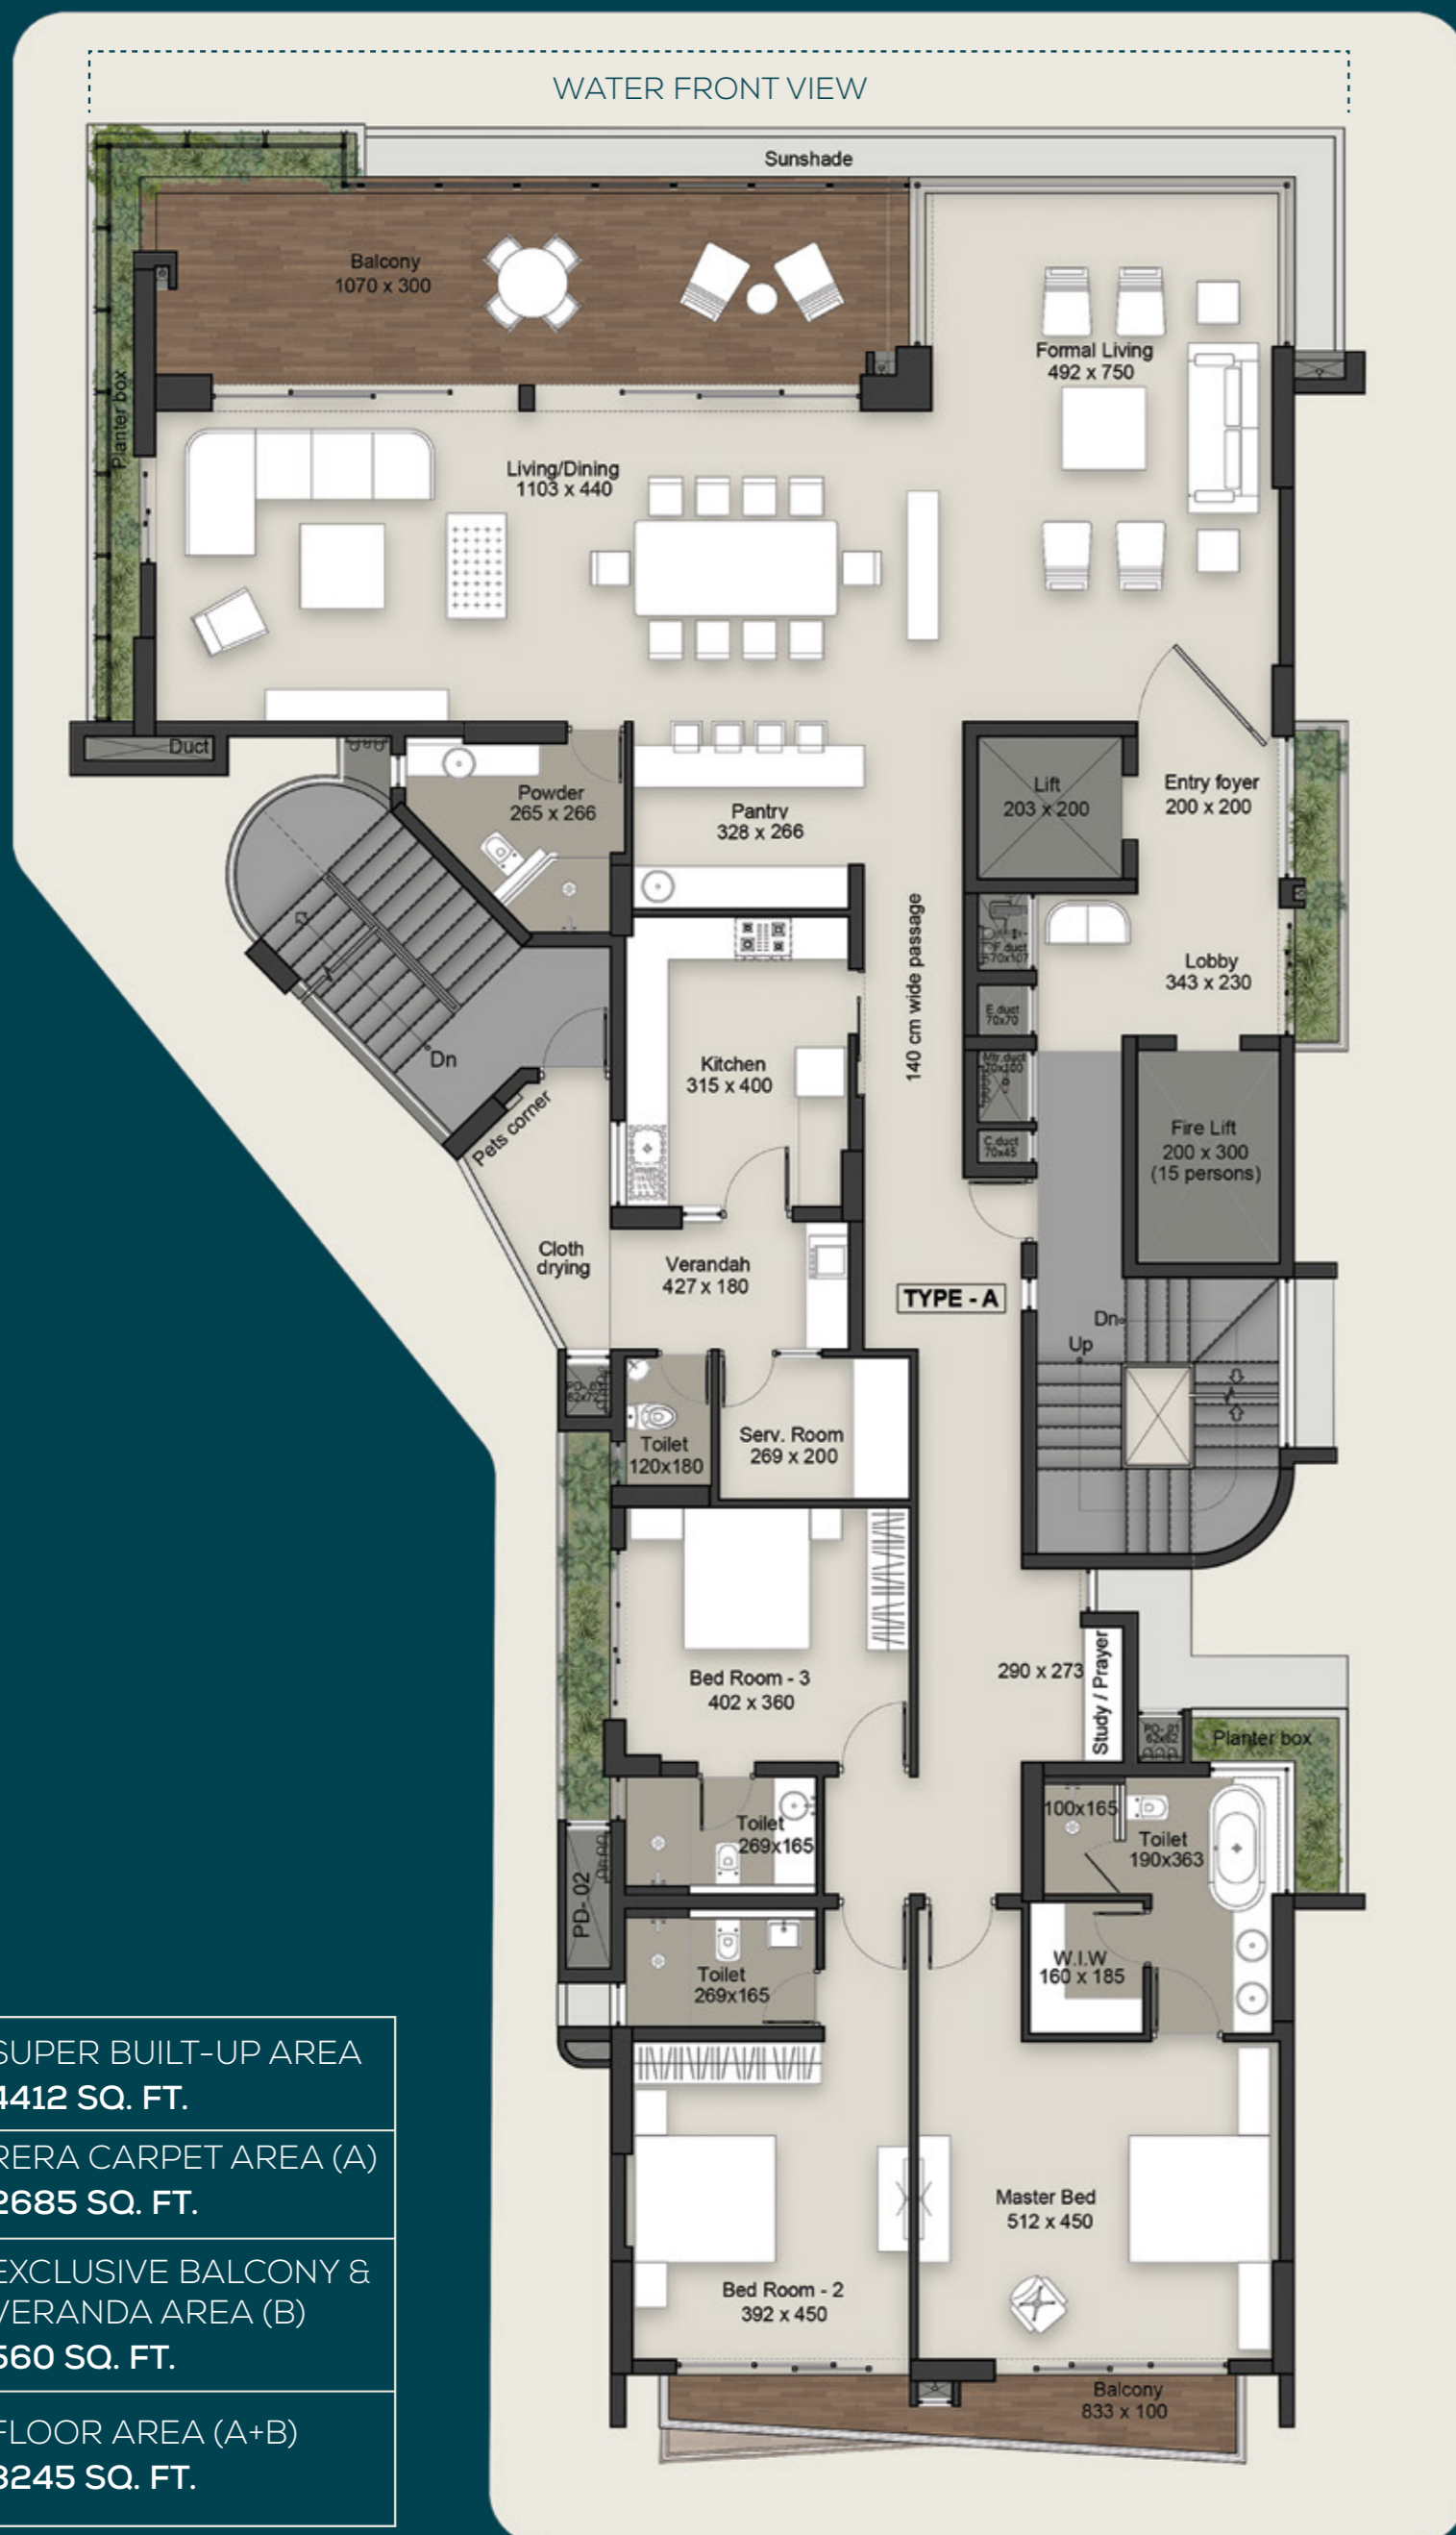 WATER FRONT VIEW
Sunshade
Balcony
1070 x 300
Planter box
Formal Living
492 x 750
Living/Dining
1103 x 440
Duct
Powder
265 x 266
Pantry
328 x 266
Lift
203 x 200
Entry foyer
200 x 200
140 cm wide passage
Lobby
343 x 230
E.duct
70x70
Mtr.duct
70x100
C.duct
70x45
Dn
Pets corner
Kitchen
315 x 400
Fire Lift
200 x 300
(15 persons)
Cloth
drying
Verandah
427 x 180
TYPE - A
Dn
Up
Toilet
120x180
Serv. Room
269 x 200
Bed Room - 3
402 x 360
290 x 273
Study / Prayer
Planter box
Toilet
269x165
100x165
Toilet
190x363
PD-02
Toilet
269x165
W.I.W
160 x 185
Master Bed
512 x 450
Bed Room - 2
392 x 450
Balcony
833 x 100
SUPER BUILT-UP AREA
4412 SQ. FT.
RERA CARPET AREA (A)
2685 SQ. FT.
EXCLUSIVE BALCONY &
VERANDA AREA (B)
560 SQ. FT.
FLOOR AREA (A+B)
3245 SQ. FT.